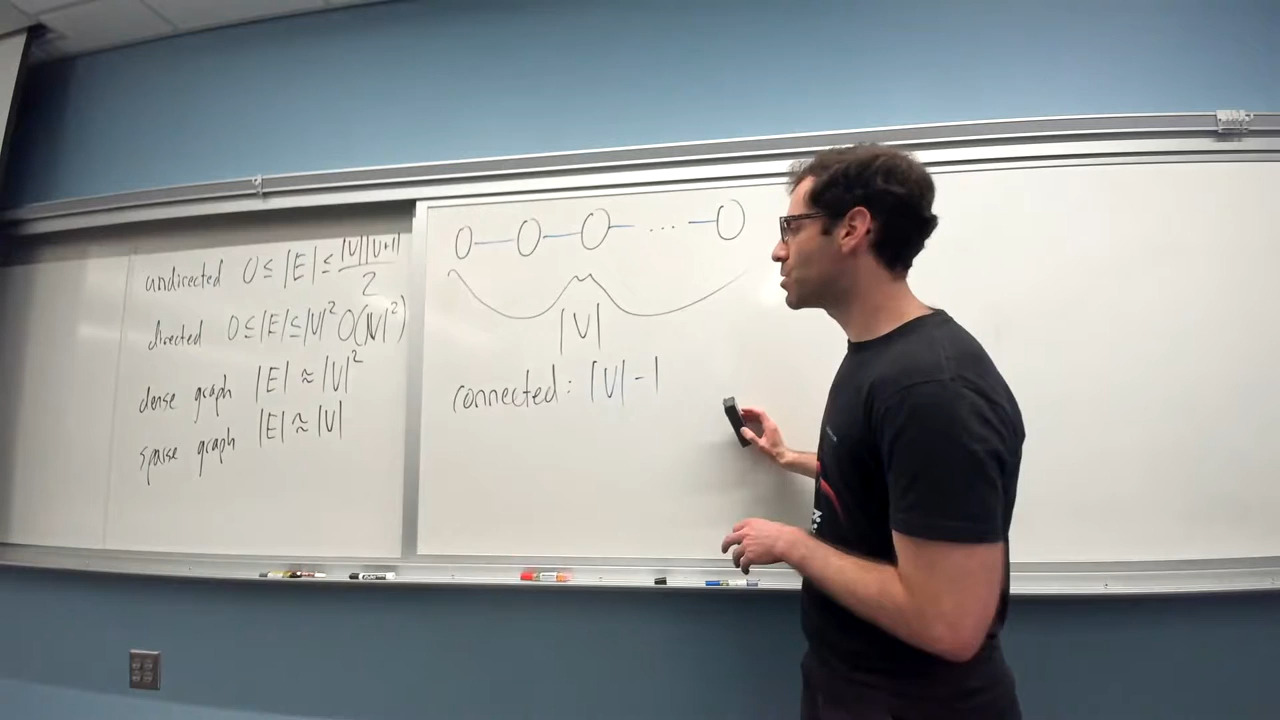 undirected 0 ≤ |E| ≤ |V||V+1|/2
directed 0 ≤ |E| ≤ |V|² O(|V|²)
dense graph |E| ≈ |V|²
sparse graph |E| ≈ |V|
...
|V|
connected: |V| - 1